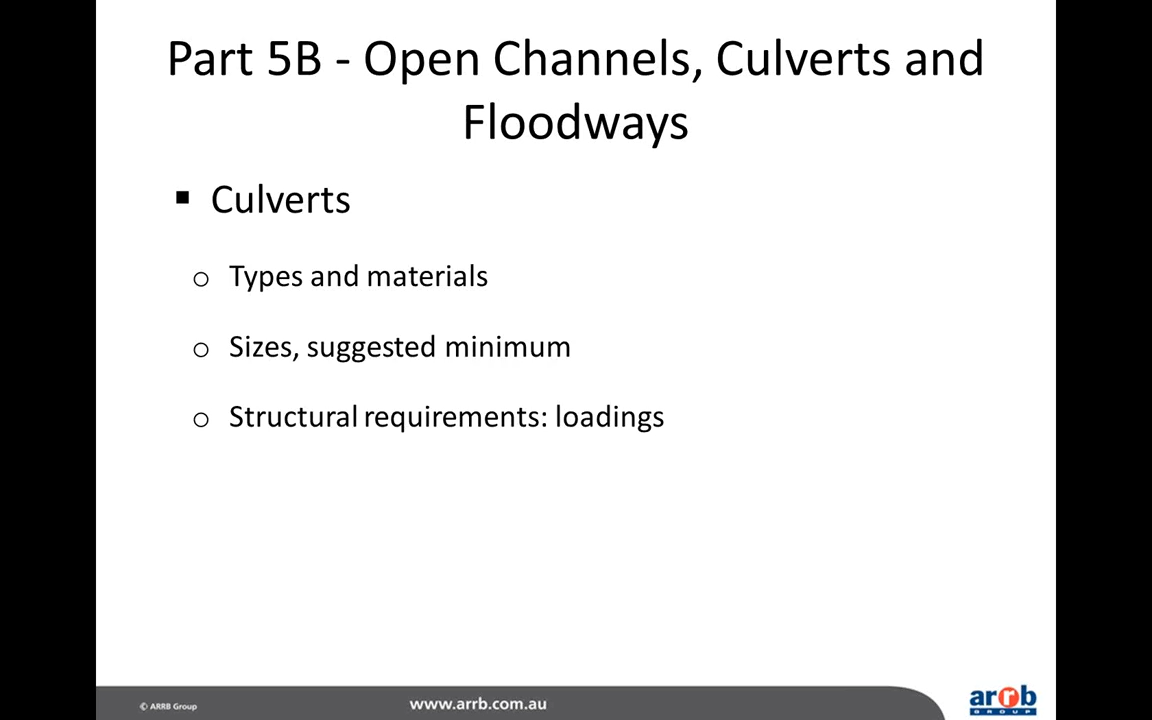 Part 5B - Open Channels, Culverts and
Floodways
▪ Culverts
o Types and materials
o Sizes, suggested minimum
o Structural requirements: loadings
© ARRB Group
www.arrb.com.au
arrb
GROUP